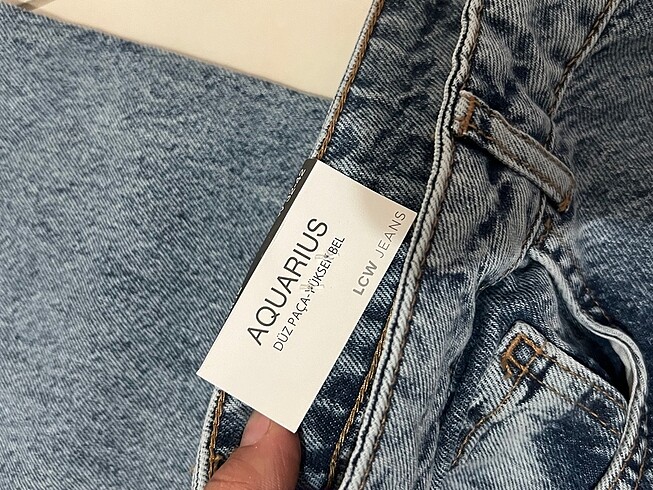 AQUARIUS
DÜZ PAÇA-YÜKSEK BEL
LCW JEANS